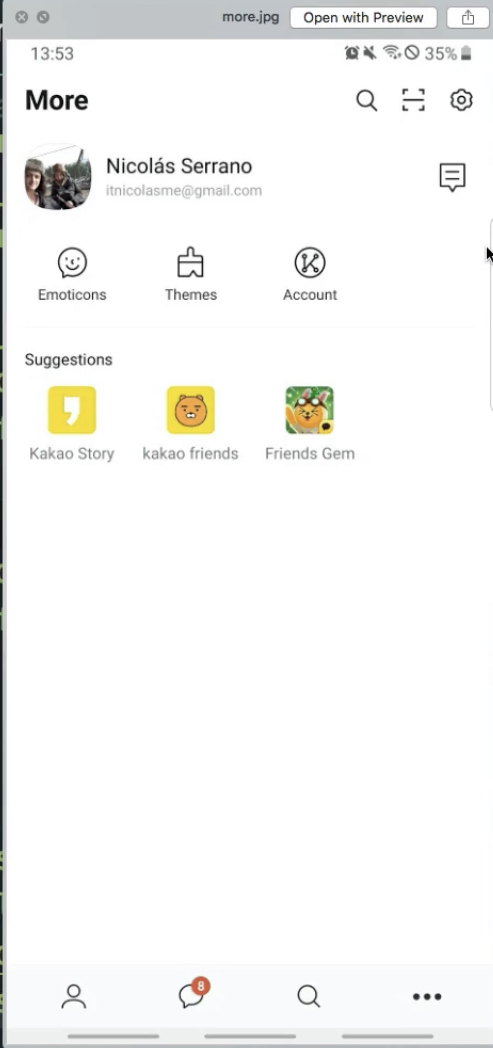 more.jpg Open with Preview
13:53 35%
More
Nicolás Serrano
itnicolasme@gmail.com
Emoticons Themes Account
Suggestions
Kakao Story kakao friends Friends Gem
8